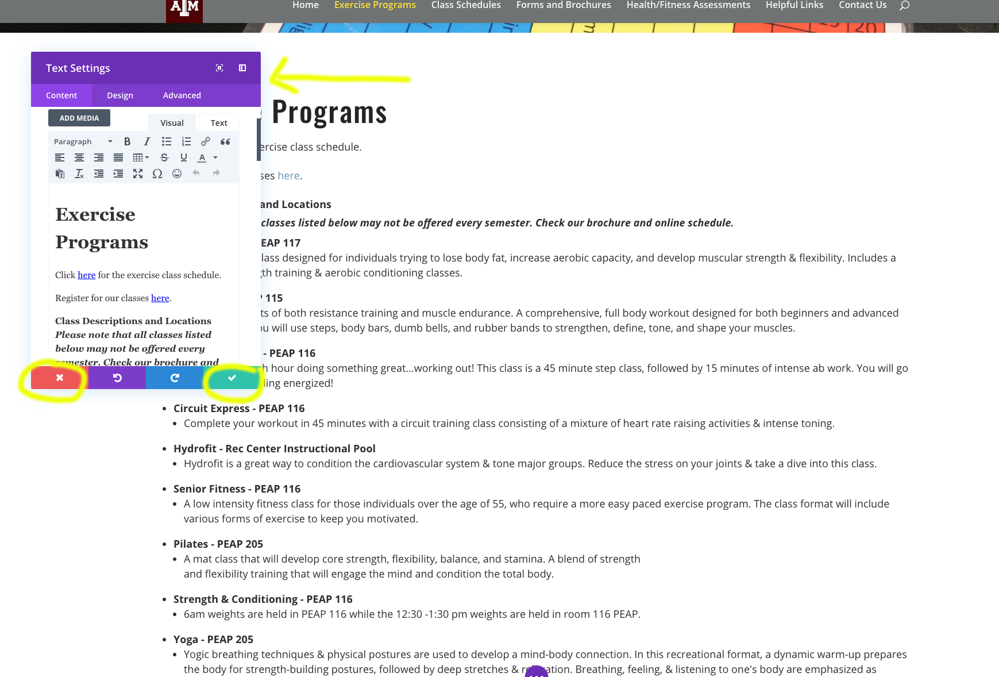 ATM
Home Exercise Programs Class Schedules Forms and Brochures Health/Fitness Assessments Helpful Links Contact Us
20
Text Settings
Content Design Advanced
ADD MEDIA
Visual Text
Paragraph
Exercise
Programs
Click here for the exercise class schedule.
Register for our classes here.
Class Descriptions and Locations
Please note that all classes listed
below may not be offered every
semester. Check our brochure and
Programs
ercise class schedule.
ses here.
and Locations
classes listed below may not be offered every semester. Check our brochure and online schedule.
EAP 117
lass designed for individuals trying to lose body fat, increase aerobic capacity, and develop muscular strength & flexibility. Includes a
gth training & aerobic conditioning classes.
P 115
ts of both resistance training and muscle endurance. A comprehensive, full body workout designed for both beginners and advanced
ou will use steps, body bars, dumb bells, and rubber bands to strengthen, define, tone, and shape your muscles.
- PEAP 116
h hour doing something great...working out! This class is a 45 minute step class, followed by 15 minutes of intense ab work. You will go
ling energized!
• Circuit Express - PEAP 116
• Complete your workout in 45 minutes with a circuit training class consisting of a mixture of heart rate raising activities & intense toning.
• Hydrofit - Rec Center Instructional Pool
• Hydrofit is a great way to condition the cardiovascular system & tone major groups. Reduce the stress on your joints & take a dive into this class.
• Senior Fitness - PEAP 116
• A low intensity fitness class for those individuals over the age of 55, who require a more easy paced exercise program. The class format will include
various forms of exercise to keep you motivated.
• Pilates - PEAP 205
• A mat class that will develop core strength, flexibility, balance, and stamina. A blend of strength
and flexibility training that will engage the mind and condition the total body.
• Strength & Conditioning - PEAP 116
• 6am weights are held in PEAP 116 while the 12:30 -1:30 pm weights are held in room 116 PEAP.
• Yoga - PEAP 205
• Yogic breathing techniques & physical postures are used to develop a mind-body connection. In this recreational format, a dynamic warm-up prepares
the body for strength-building postures, followed by deep stretches & relaxation. Breathing, feeling, & listening to one's body are emphasized as